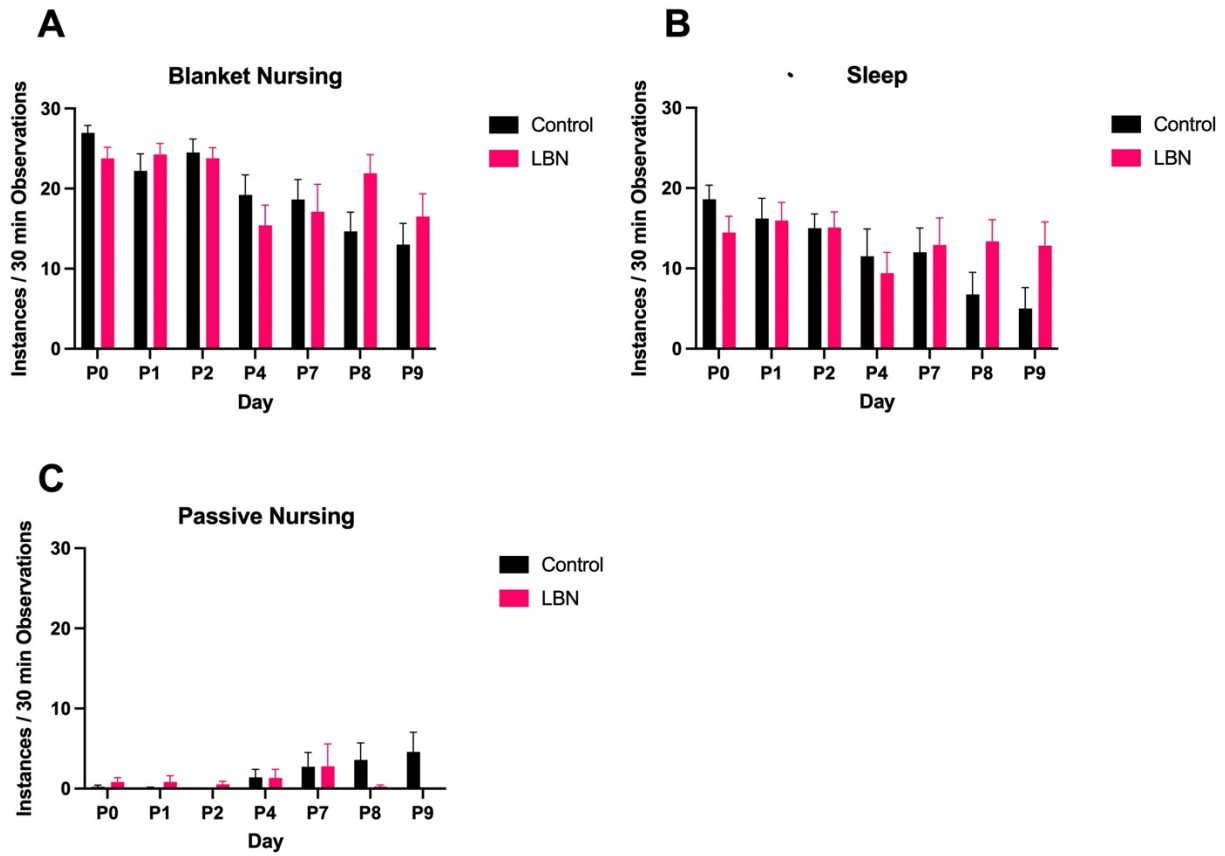 A
Blanket Nursing
Instances / 30 min Observations
30
20
10
0
P0 P1 P2 P4 P7 P8 P9
Day
Control
LBN
B
Sleep
Instances / 30 min Observations
30
20
10
0
P0 P1 P2 P4 P7 P8 P9
Day
Control
LBN
C
Passive Nursing
Instances / 30 min Observations
30
20
10
0
P0 P1 P2 P4 P7 P8 P9
Day
Control
LBN